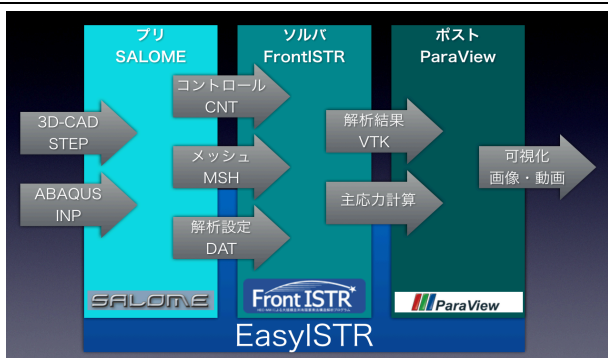 プリ
SALOME
ソルバ
FrontISTR
ポスト
ParaView
3D-CAD
STEP
ABAQUS
INP
コントロール
CNT
メッシュ
MSH
解析設定
DAT
解析結果
VTK
主応力計算
可視化
画像・動画
SALOME
Front ISTR
ParaView
EasyISTR